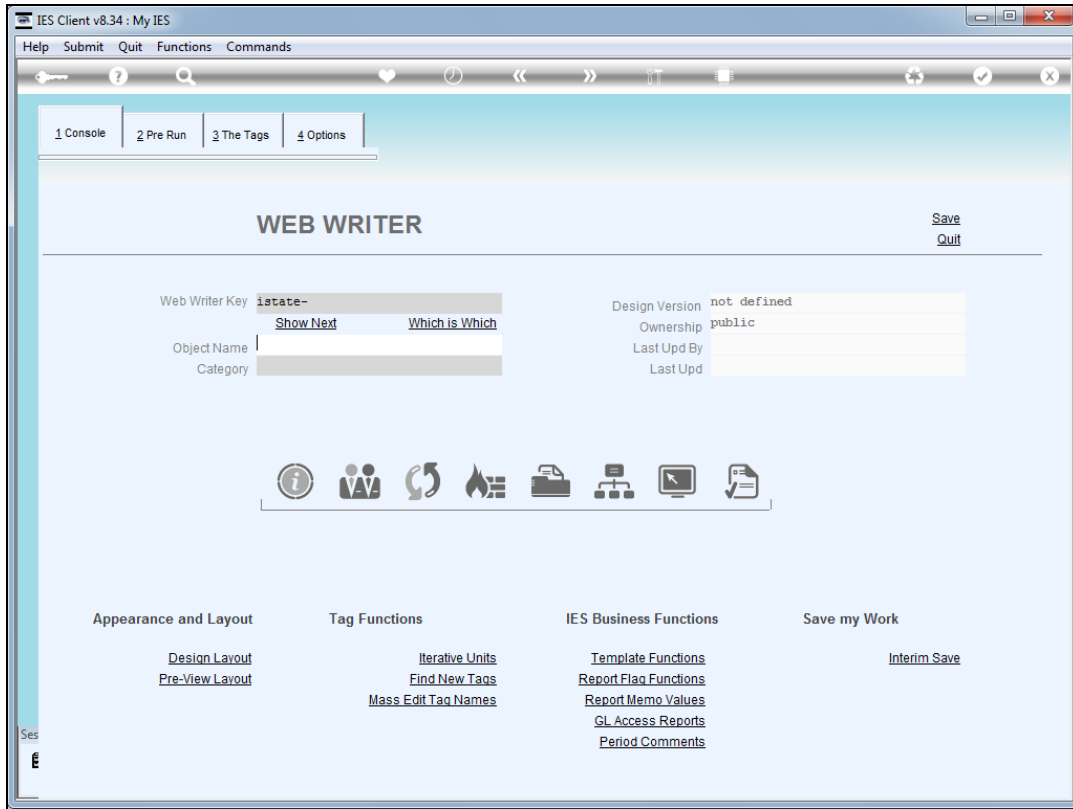 IES Client v8.34 : My IES
Help Submit Quit Functions Commands
1 Console 2 Pre Run 3 The Tags 4 Options
WEB WRITER
Save
Quit
Web Writer Key istate-
Show Next Which is Which
Object Name
Category
Design Version not defined
Ownership public
Last Upd By
Last Upd
Appearance and Layout
Design Layout
Pre-View Layout
Tag Functions
Iterative Units
Find New Tags
Mass Edit Tag Names
IES Business Functions
Template Functions
Report Flag Functions
Report Memo Values
GL Access Reports
Period Comments
Save my Work
Interim Save
Ses